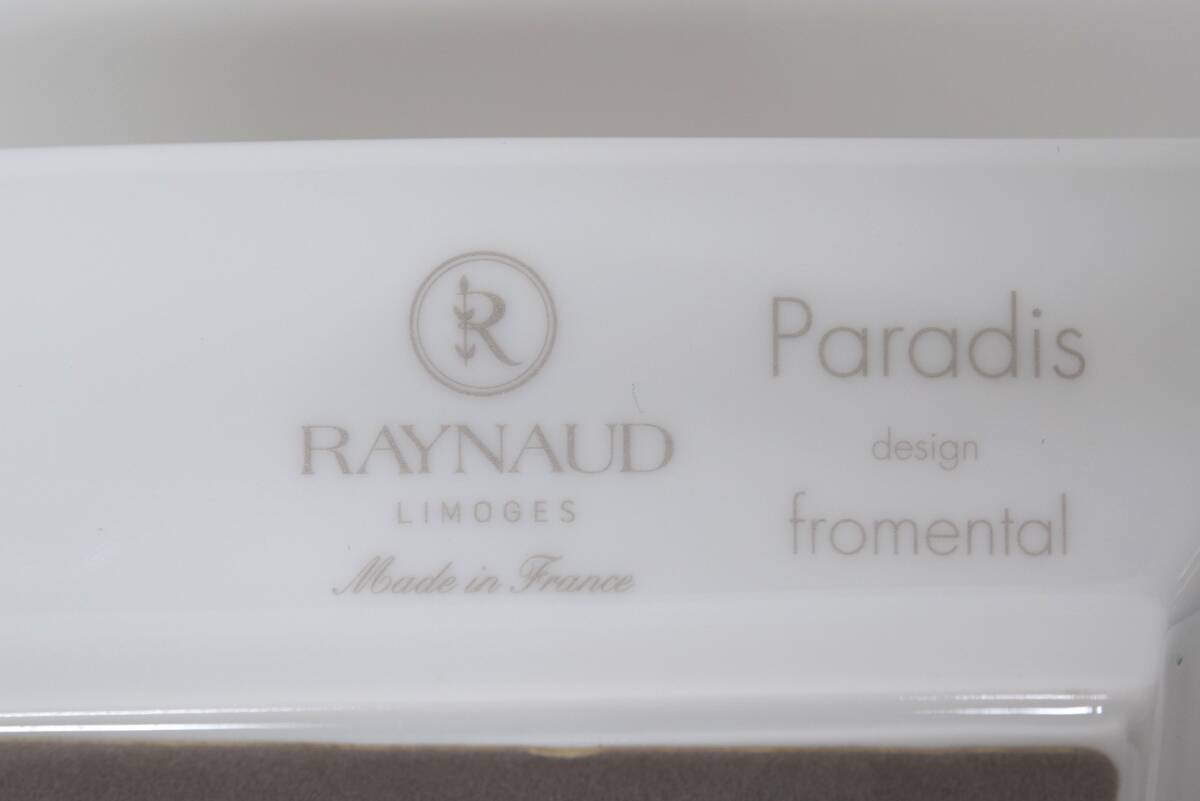 R
RAYNAUD
LIMOGES
Made in France
Paradis
design
fromental